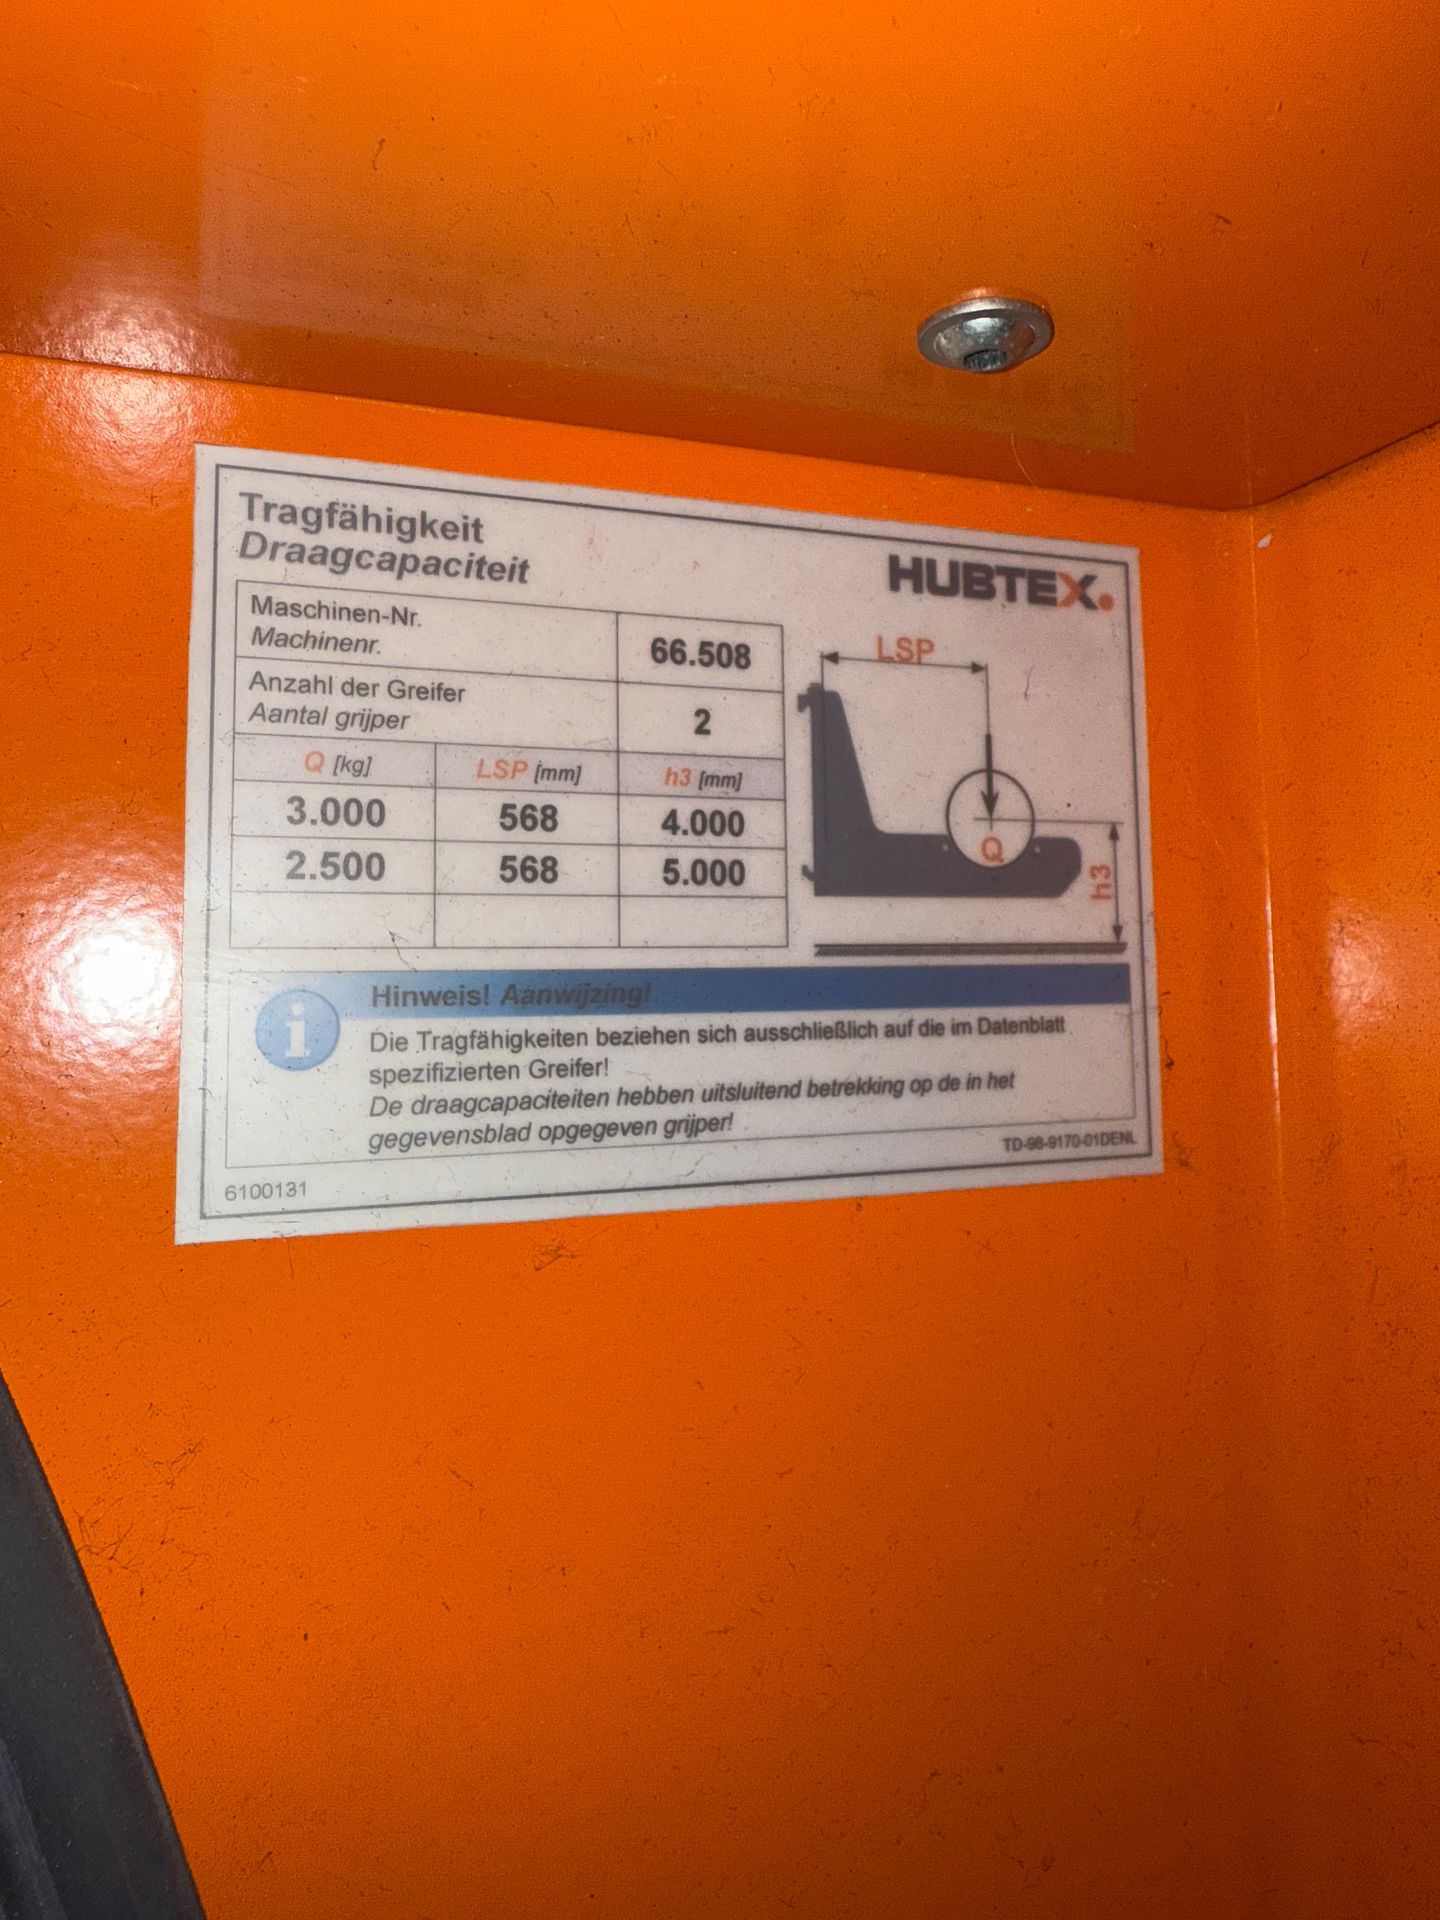 Tragfähigkeit
Draagcapaciteit
HUBTEX.
Maschinen-Nr.
Machinenr.
66.508
Anzahl der Greifer
Aantal grijper
2
Q [kg] LSP [mm] h3 [mm]
3.000 568 4.000
2.500 568 5.000
LSP
Q
h3
i
Hinweis! Aanwijzing!
Die Tragfähigkeiten beziehen sich ausschließlich auf die im Datenblatt
spezifizierten Greifer!
De draagcapaciteiten hebben uitsluitend betrekking op de in het
gegevensblad opgegeven grijper!
TD-98-9170-01DENL
6100131